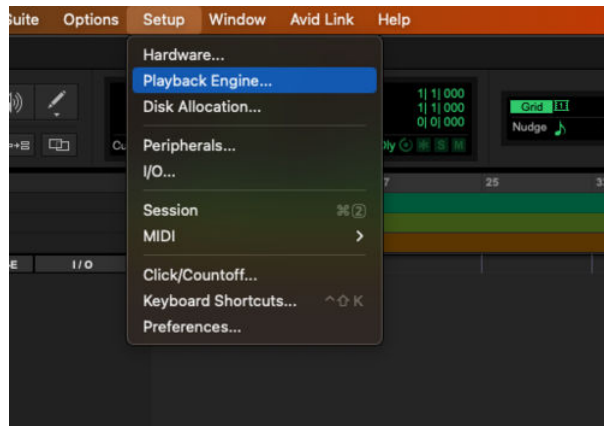 Suite Options Setup Window Avid Link Help
Hardware...
Playback Engine...
Disk Allocation...
Peripherals...
I/O...
Session ⌘2
MIDI >
Click/Countoff...
Keyboard Shortcuts... ^⇧K
Preferences...
1| 1| 000
1| 1| 000
0| 0| 000
Grid
Nudge
S M
7 25
I/O